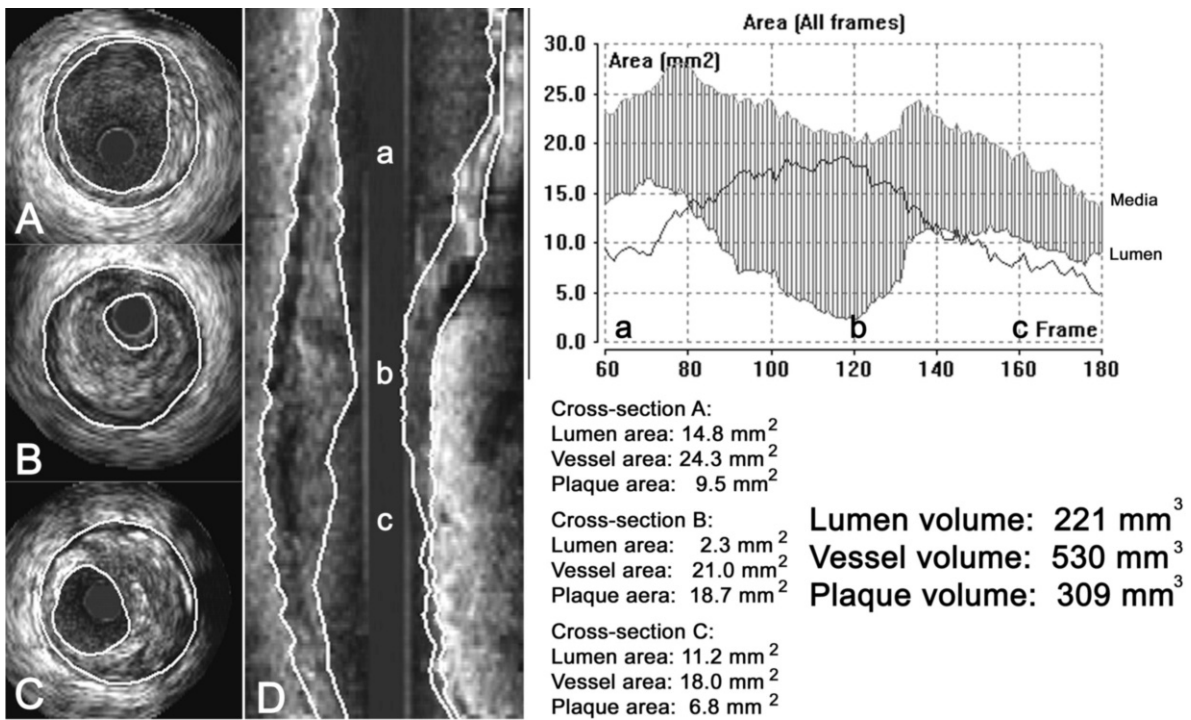 A
B
C
D
a
b
c
Area (All frames)
Area (mm2)
30.0
25.0
20.0
15.0
10.0
5.0
0.0
Media
Lumen
a
b
c Frame
60 80 100 120 140 160 180
Cross-section A:
Lumen area: 14.8 mm²
Vessel area: 24.3 mm²
Plaque area: 9.5 mm²
Cross-section B:
Lumen area: 2.3 mm²
Vessel area: 21.0 mm²
Plaque aera: 18.7 mm²
Cross-section C:
Lumen area: 11.2 mm²
Vessel area: 18.0 mm²
Plaque area: 6.8 mm²
Lumen volume: 221 mm³
Vessel volume: 530 mm³
Plaque volume: 309 mm³